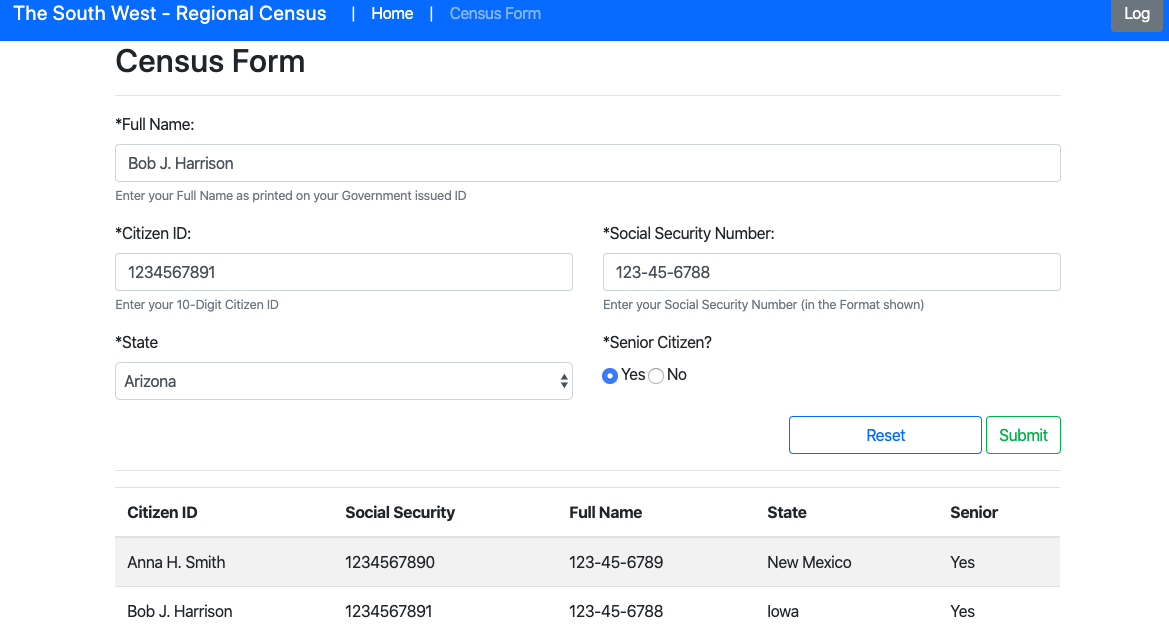 The South West - Regional Census | Home | Census Form Log
Census Form
*Full Name:
Bob J. Harrison
Enter your Full Name as printed on your Government issued ID
*Citizen ID: *Social Security Number:
1234567891 123-45-6788
Enter your 10-Digit Citizen ID Enter your Social Security Number (in the Format shown)
*State *Senior Citizen?
Arizona Yes No
Reset Submit
Citizen ID Social Security Full Name State Senior
Anna H. Smith 1234567890 123-45-6789 New Mexico Yes
Bob J. Harrison 1234567891 123-45-6788 Iowa Yes